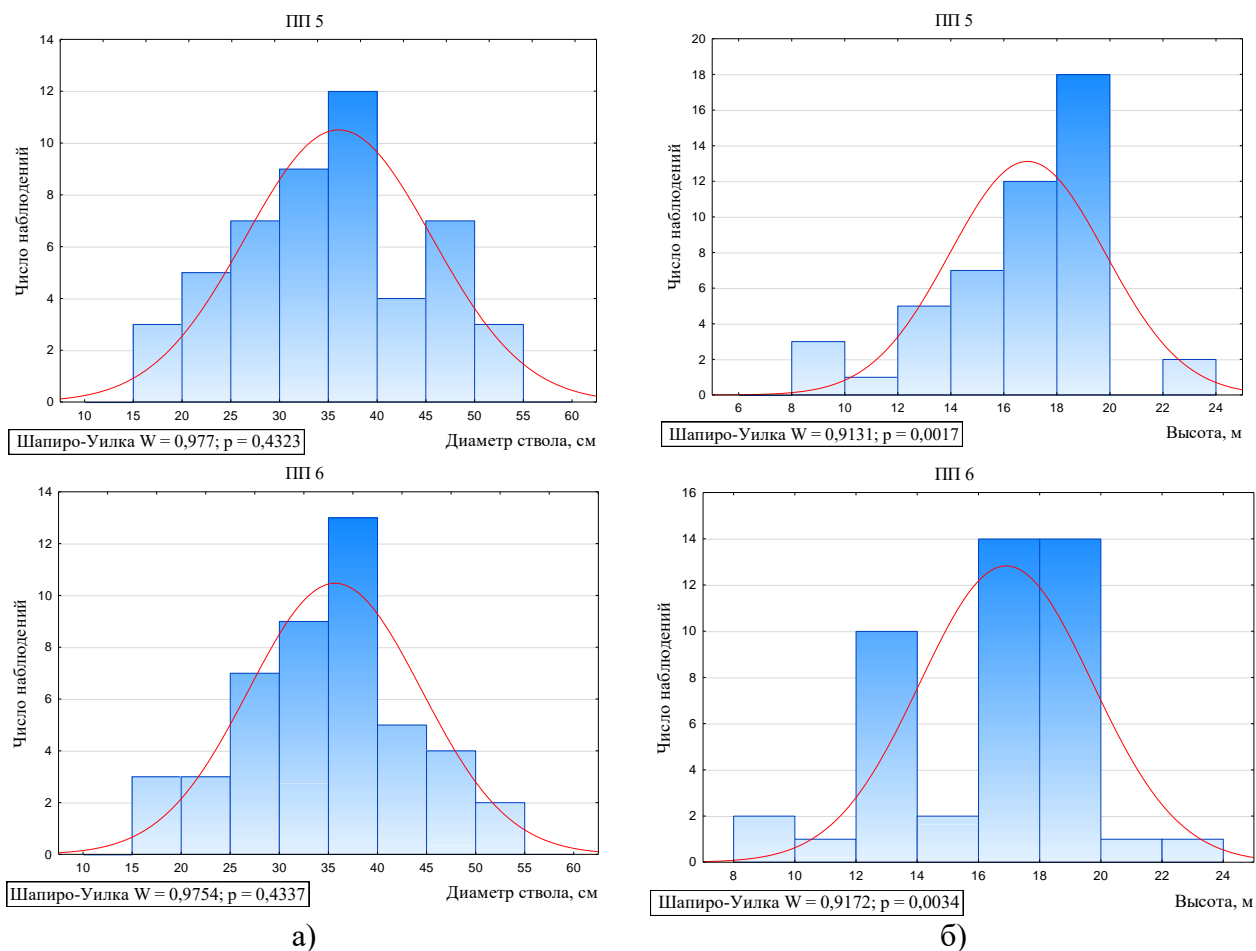 ПП 5
14
12
10
8
6
4
2
0
Число наблюдений
10 15 20 25 30 35 40 45 50 55 60
Шапиро-Уилка W = 0,977; p = 0,4323
Диаметр ствола, см
ПП 5
20
18
16
14
12
10
8
6
4
2
0
Число наблюдений
6 8 10 12 14 16 18 20 22 24
Шапиро-Уилка W = 0,9131; p = 0,0017
Высота, м
ПП 6
14
12
10
8
6
4
2
0
Число наблюдений
10 15 20 25 30 35 40 45 50 55 60
Шапиро-Уилка W = 0,9754; p = 0,4337
Диаметр ствола, см
ПП 6
16
14
12
10
8
6
4
2
0
Число наблюдений
8 10 12 14 16 18 20 22 24
Шапиро-Уилка W = 0,9172; p = 0,0034
Высота, м
а)
б)